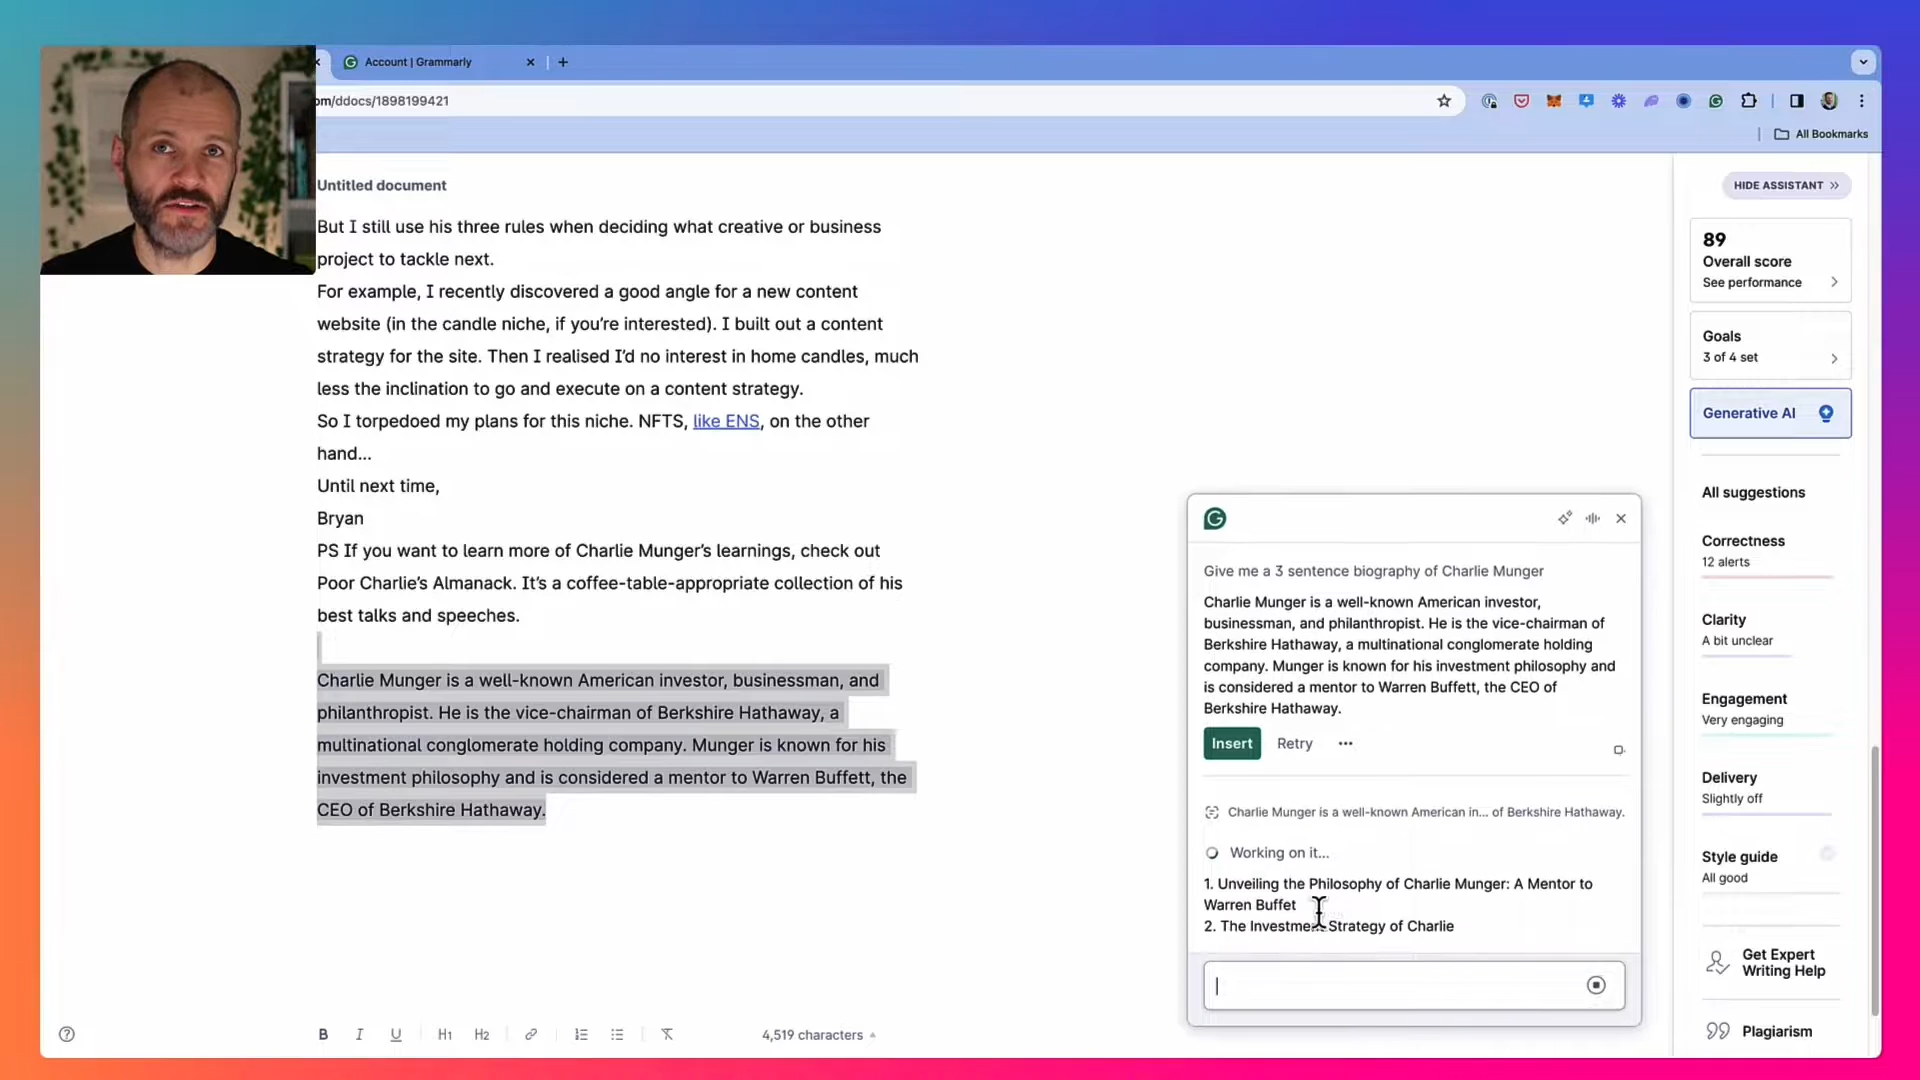 Account | Grammarly
om/ddocs/1898199421
All Bookmarks
Untitled document
But I still use his three rules when deciding what creative or business
project to tackle next.
For example, I recently discovered a good angle for a new content
website (in the candle niche, if you're interested). I built out a content
strategy for the site. Then I realised I'd no interest in home candles, much
less the inclination to go and execute on a content strategy.
So I torpedoed my plans for this niche. NFTS, like ENS, on the other
hand...
Until next time,
Bryan
PS If you want to learn more of Charlie Munger's learnings, check out
Poor Charlie's Almanack. It's a coffee-table-appropriate collection of his
best talks and speeches.
Charlie Munger is a well-known American investor, businessman, and
philanthropist. He is the vice-chairman of Berkshire Hathaway, a
multinational conglomerate holding company. Munger is known for his
investment philosophy and is considered a mentor to Warren Buffett, the
CEO of Berkshire Hathaway.
B I U H1 H2
4,519 characters
Give me a 3 sentence biography of Charlie Munger
Charlie Munger is a well-known American investor,
businessman, and philanthropist. He is the vice-chairman of
Berkshire Hathaway, a multinational conglomerate holding
company. Munger is known for his investment philosophy and
is considered a mentor to Warren Buffett, the CEO of
Berkshire Hathaway.
Insert Retry
Charlie Munger is a well-known American in... of Berkshire Hathaway.
Working on it...
1. Unveiling the Philosophy of Charlie Munger: A Mentor to
Warren Buffet
2. The Investment Strategy of Charlie
HIDE ASSISTANT
89
Overall score
See performance
Goals
3 of 4 set
Generative AI
All suggestions
Correctness
12 alerts
Clarity
A bit unclear
Engagement
Very engaging
Delivery
Slightly off
Style guide
All good
Get Expert
Writing Help
Plagiarism